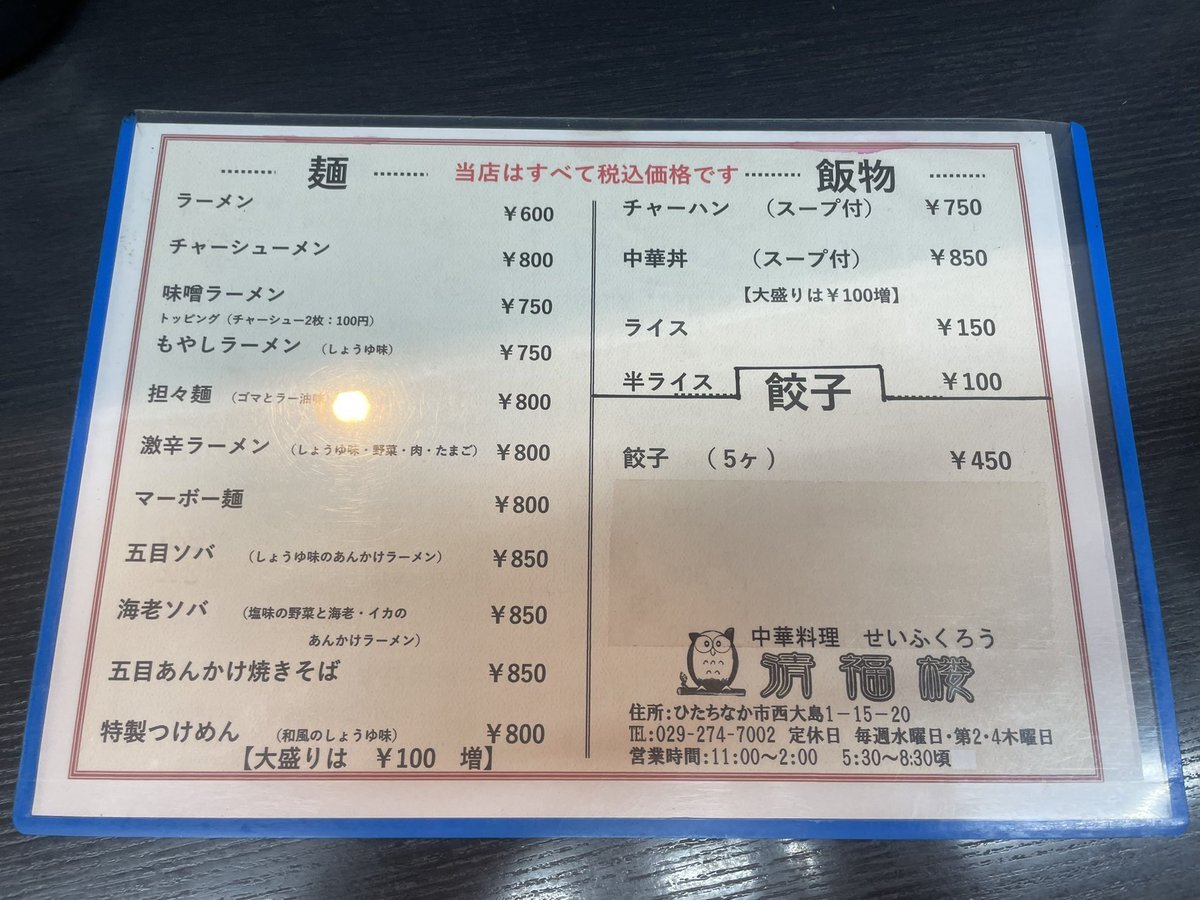 麺
当店はすべて税込価格です
ラーメン ￥600
チャーシューメン ￥800
味噌ラーメン ￥750
トッピング（チャーシュー2枚：100円）
もやしラーメン （しょうゆ味） ￥750
担々麺 （ゴマとラー油味） ￥800
激辛ラーメン （しょうゆ味・野菜・肉・たまご） ￥800
マーボー麺 ￥800
五目ソバ （しょうゆ味のあんかけラーメン） ￥850
海老ソバ （塩味の野菜と海老・イカの ￥850
あんかけラーメン）
五目あんかけ焼きそば ￥850
特製つけめん （和風のしょうゆ味） ￥800
【大盛りは ￥100 増】
飯物
チャーハン （スープ付） ￥750
中華丼 （スープ付） ￥850
【大盛りは￥100増】
ライス ￥150
半ライス ￥100
餃子
餃子 （5ヶ） ￥450
中華料理 せいふくろう
清福楼
住所：ひたちなか市西大島1－15－20
TEL：029-274-7002 定休日 毎週水曜日・第2・4木曜日
営業時間：11:00～2:00 5:30～8:30頃